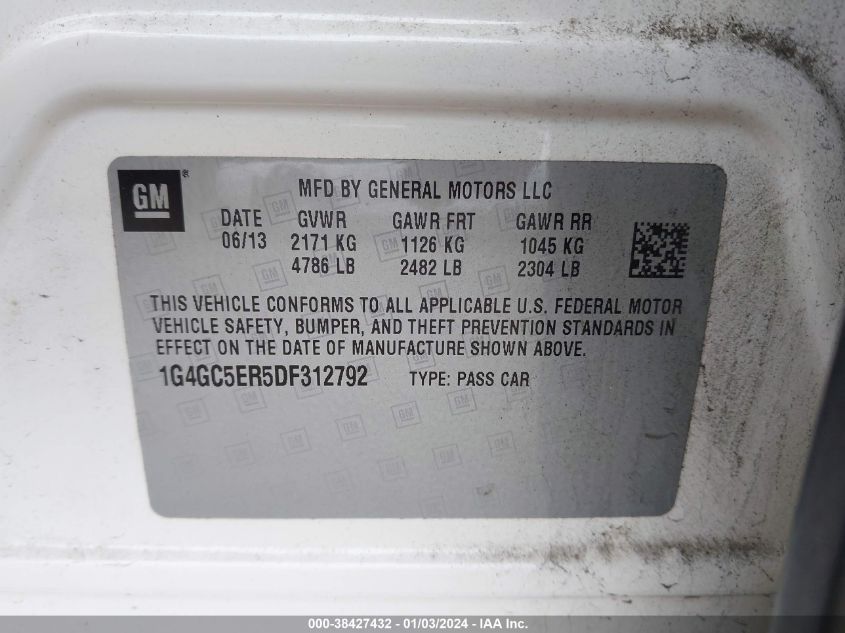 GM ®
MFD BY GENERAL MOTORS LLC
DATE GVWR GAWR FRT GAWR RR
06/13 2171 KG 1126 KG 1045 KG
4786 LB 2482 LB 2304 LB
THIS VEHICLE CONFORMS TO ALL APPLICABLE U.S. FEDERAL MOTOR
VEHICLE SAFETY, BUMPER, AND THEFT PREVENTION STANDARDS IN
EFFECT ON THE DATE OF MANUFACTURE SHOWN ABOVE.
1G4GC5ER5DF312792 TYPE: PASS CAR
000-38427432 - 01/03/2024 - IAA Inc.